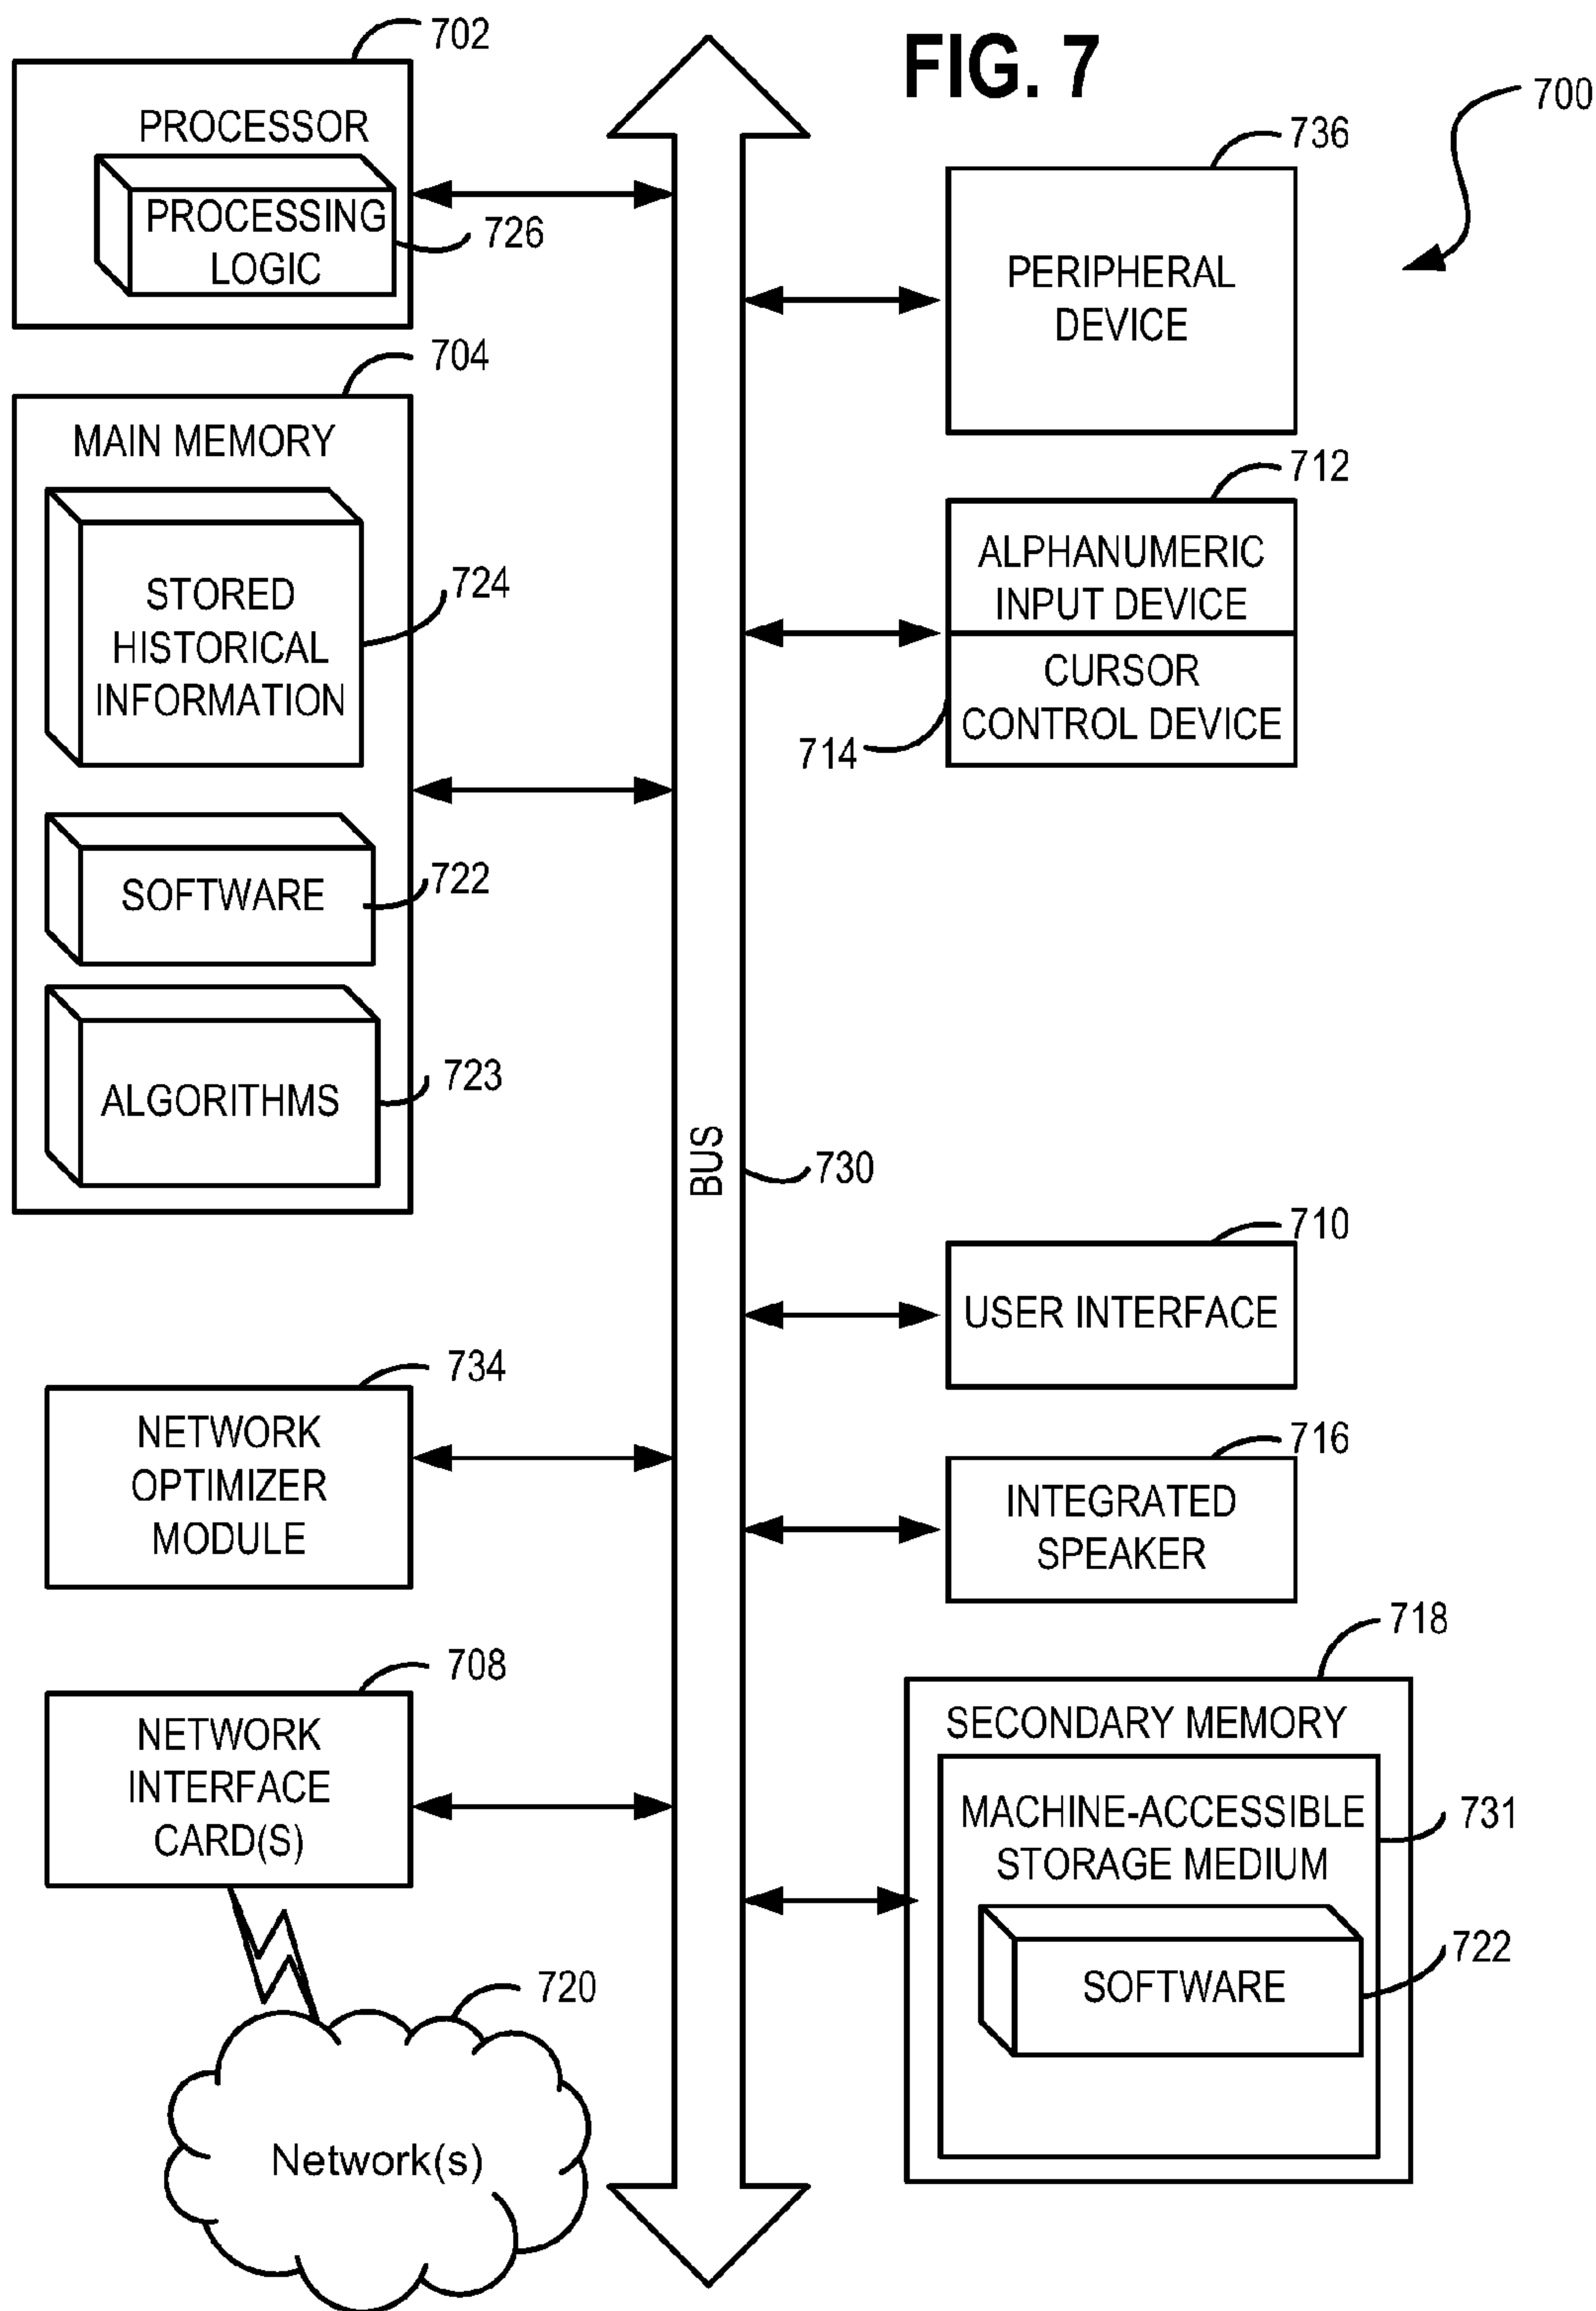 FIG. 7
700
702
PROCESSOR
PROCESSING
LOGIC
726
704
MAIN MEMORY
STORED
HISTORICAL
INFORMATION
724
SOFTWARE
722
ALGORITHMS
723
734
NETWORK
OPTIMIZER
MODULE
708
NETWORK
INTERFACE
CARD(S)
720
Network(s)
BUS
730
736
PERIPHERAL
DEVICE
712
ALPHANUMERIC
INPUT DEVICE
CURSOR
CONTROL DEVICE
714
710
USER INTERFACE
716
INTEGRATED
SPEAKER
718
SECONDARY MEMORY
MACHINE-ACCESSIBLE
STORAGE MEDIUM
731
SOFTWARE
722